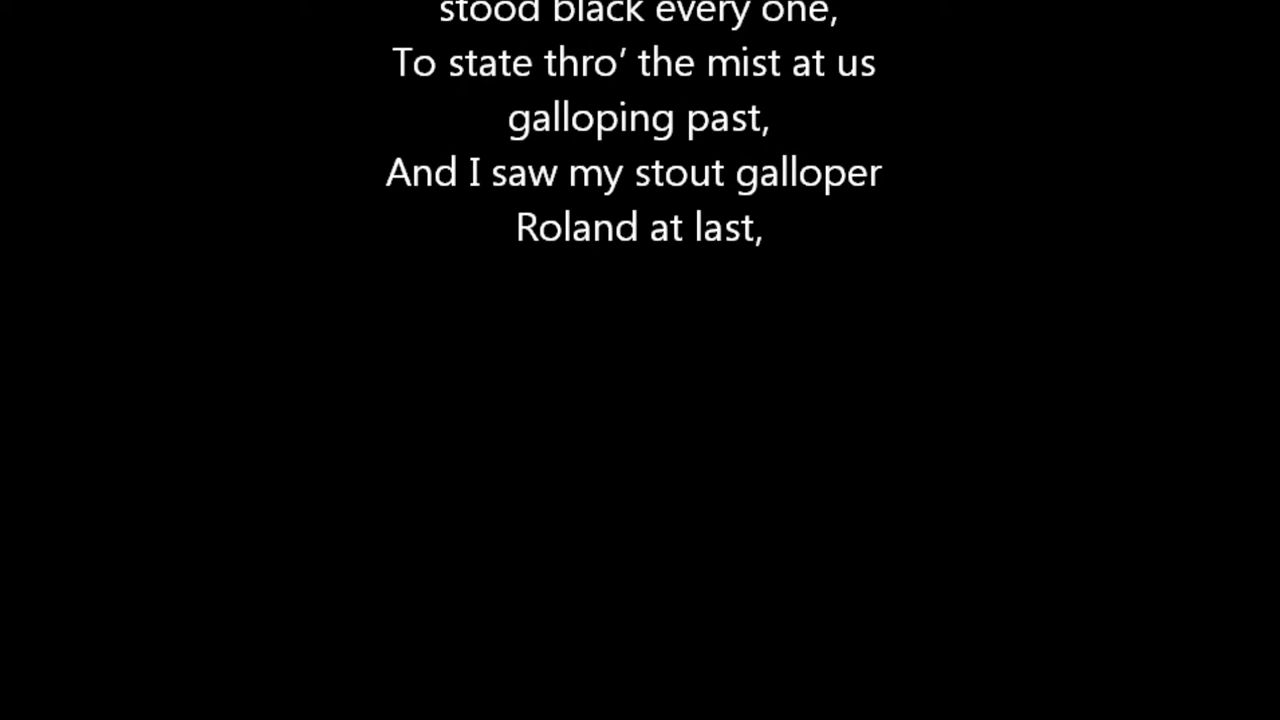 stood black every one,
To state thro’ the mist at us
galloping past,
And I saw my stout galloper
Roland at last,